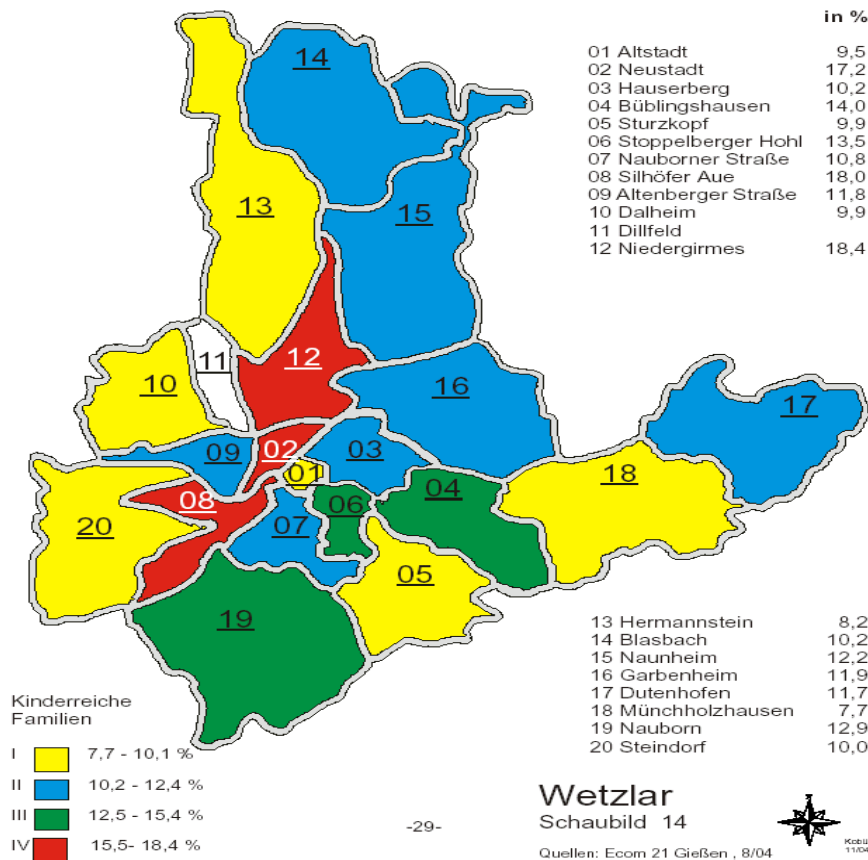 in %
01 Altstadt 9,5
02 Neustadt 17,2
03 Hauserberg 10,2
04 Büblingshausen 14,0
05 Sturzkopf 9,9
06 Stoppelberger Hohl 13,5
07 Nauborner Straße 10,8
08 Silhöfer Aue 18,0
09 Altenberger Straße 11,8
10 Dalheim 9,9
11 Dillfeld
12 Niedergirmes 18,4
14
13
15
12
11
10
16
17
02
03
09
01
18
04
08
06
20
07
05
19
13 Hermannstein 8,2
14 Blasbach 10,2
15 Naunheim 12,2
16 Garbenheim 11,9
17 Dutenhofen 11,7
18 Münchholzhausen 7,7
19 Nauborn 12,9
20 Steindorf 10,0
Kinderreiche
Familien
I 7,7 - 10,1 %
II 10,2 - 12,4 %
III 12,5 - 15,4 %
IV 15,5- 18,4 %
-29-
Wetzlar
Schaubild 14
Quellen: Ecom 21 Gießen , 8/04